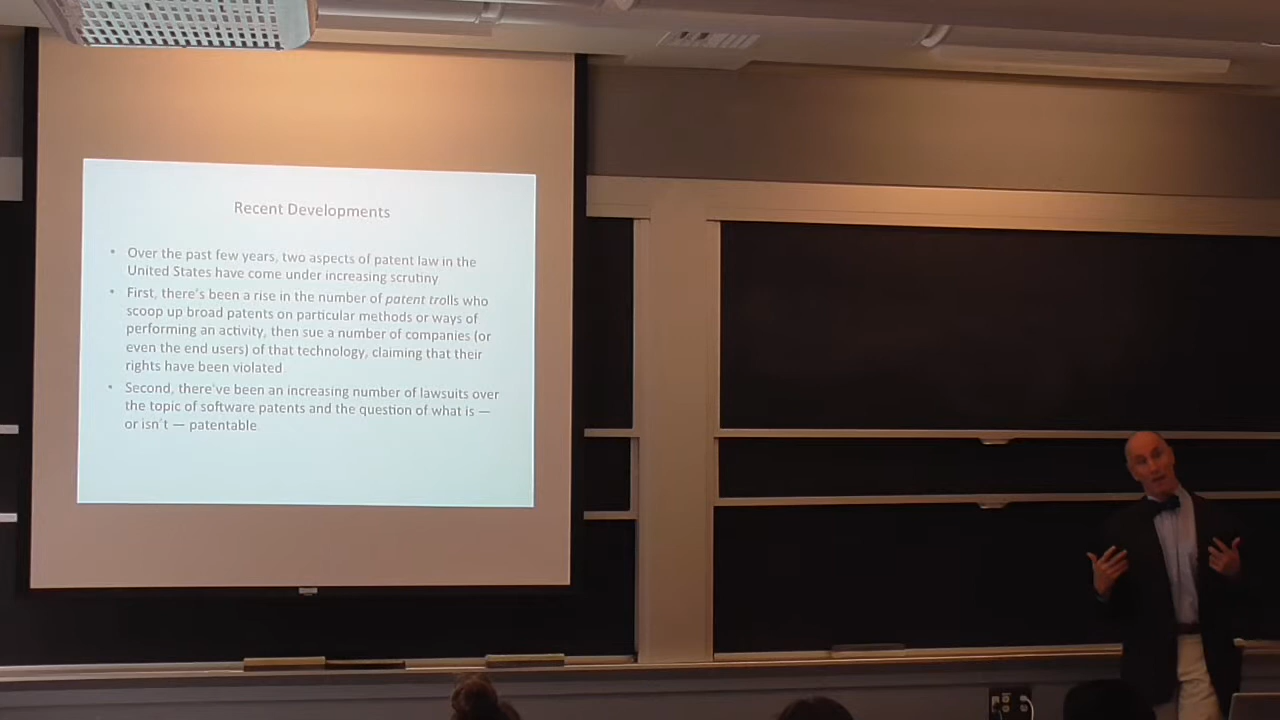 Recent Developments
• Over the past few years, two aspects of patent law in the
United States have come under increasing scrutiny
• First, there's been a rise in the number of patent trolls who
scoop up broad patents on particular methods or ways of
performing an activity, then sue a number of companies (or
even the end users) of that technology, claiming that their
rights have been violated
• Second, there've been an increasing number of lawsuits over
the topic of software patents and the question of what is —
or isn't — patentable